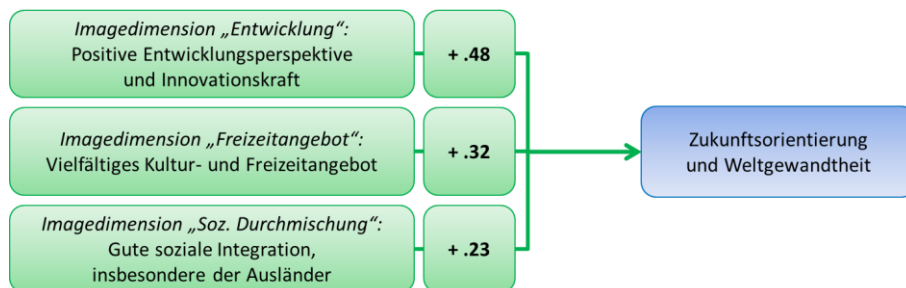 Imagedimension „Entwicklung“:
Positive Entwicklungsperspektive
und Innovationskraft
+ .48
Imagedimension „Freizeitangebot“:
Vielfältiges Kultur- und Freizeitangebot
+ .32
Imagedimension „Soz. Durchmischung“:
Gute soziale Integration,
insbesondere der Ausländer
+ .23
Zukunftsorientierung
und Weltgewandtheit